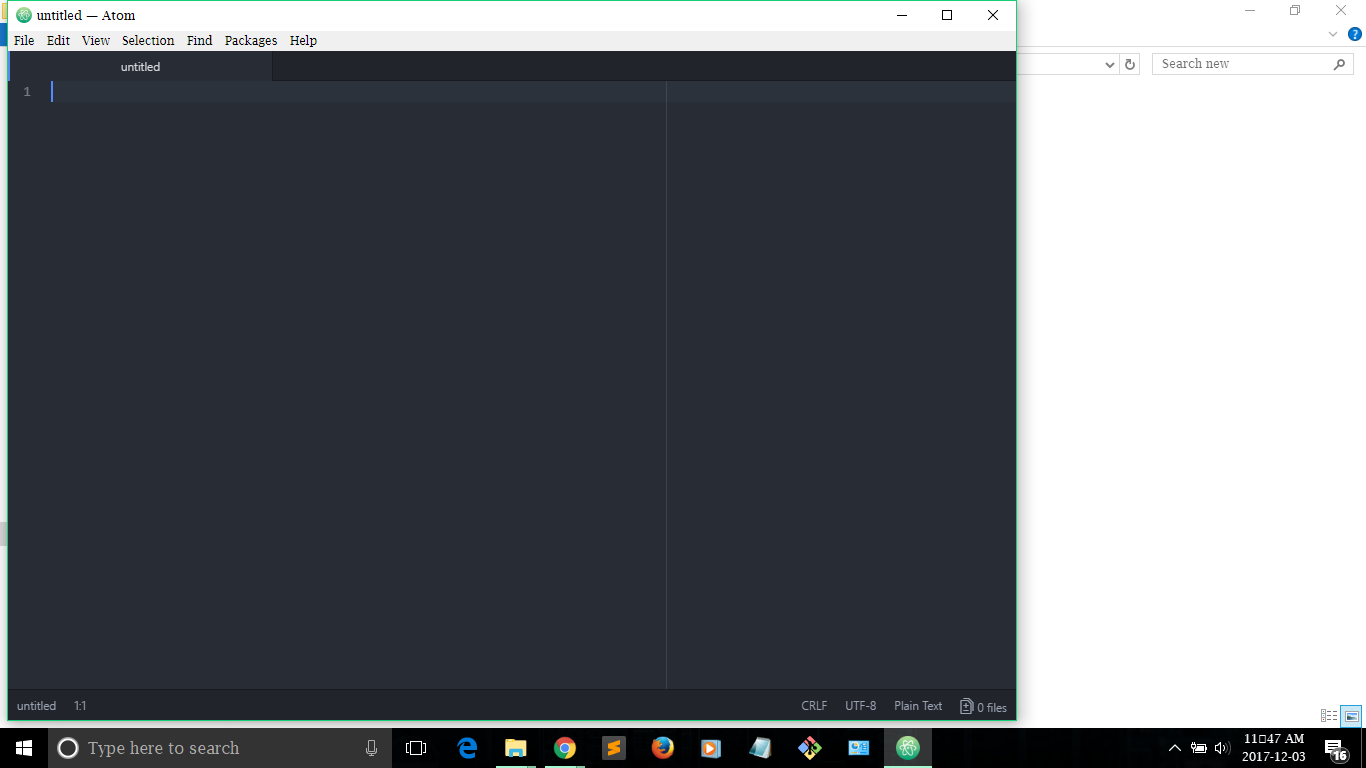 untitled — Atom
File Edit View Selection Find Packages Help
untitled
Search new
1
untitled 1:1 CRLF UTF-8 Plain Text 0 files
Type here to search
11□47 AM
2017-12-03
16